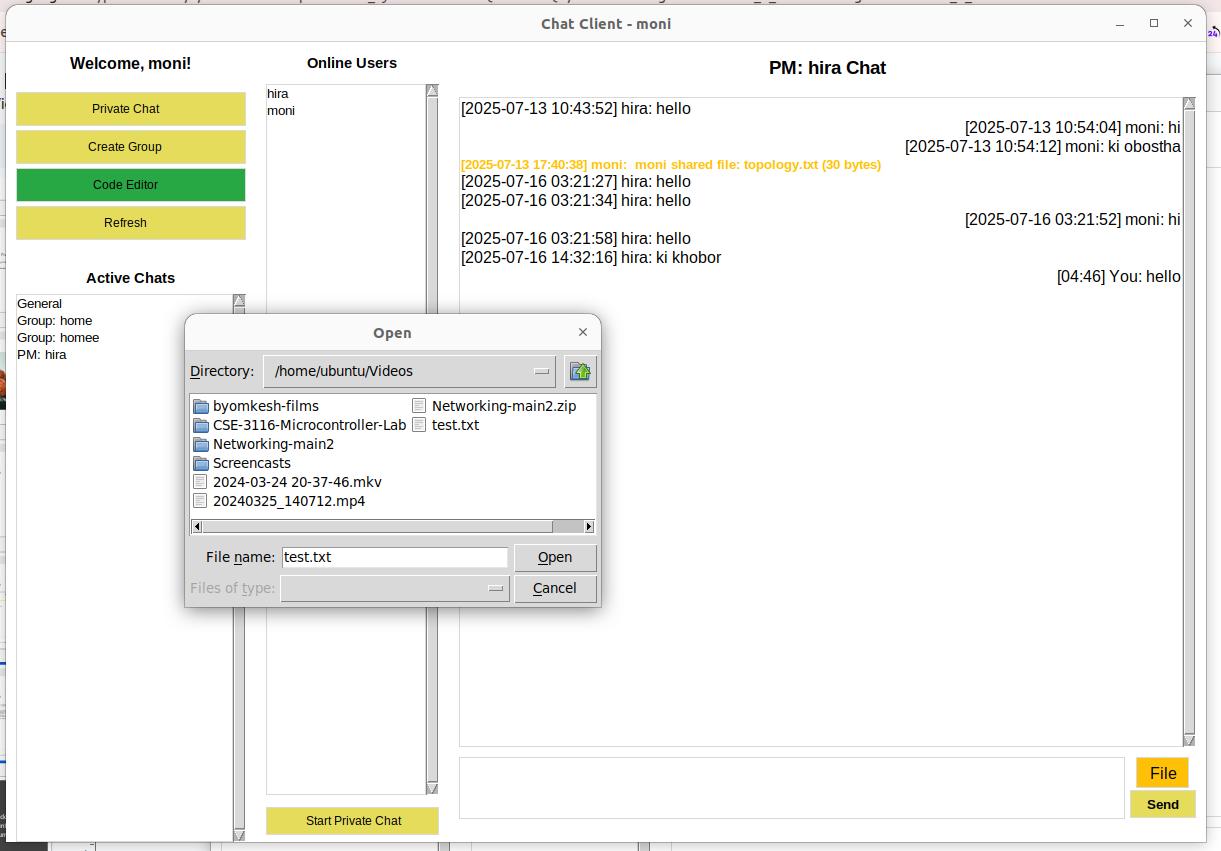 Chat Client - moni
Welcome, moni!
Private Chat
Create Group
Code Editor
Refresh
Active Chats
General
Group: home
Group: homee
PM: hira
Online Users
hira
moni
Start Private Chat
PM: hira Chat
[2025-07-13 10:43:52] hira: hello
[2025-07-13 10:54:04] moni: hi
[2025-07-13 10:54:12] moni: ki obostha
[2025-07-13 17:40:38] moni:  moni shared file: topology.txt (30 bytes)
[2025-07-16 03:21:27] hira: hello
[2025-07-16 03:21:34] hira: hello
[2025-07-16 03:21:52] moni: hi
[2025-07-16 03:21:58] hira: hello
[2025-07-16 14:32:16] hira: ki khobor
[04:46] You: hello
File
Send
Open
Directory: /home/ubuntu/Videos
byomkesh-films
CSE-3116-Microcontroller-Lab
Networking-main2
Screencasts
2024-03-24 20-37-46.mkv
20240325_140712.mp4
Networking-main2.zip
test.txt
File name: test.txt
Open
Files of type:
Cancel
24